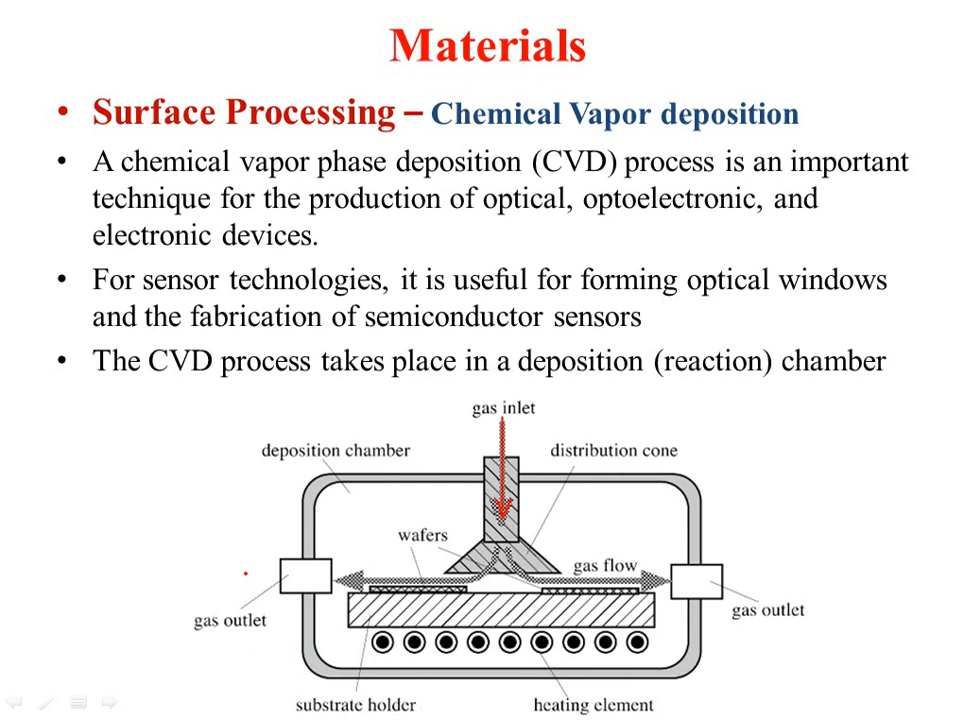 Materials
• Surface Processing – Chemical Vapor deposition
• A chemical vapor phase deposition (CVD) process is an important
technique for the production of optical, optoelectronic, and
electronic devices.
• For sensor technologies, it is useful for forming optical windows
and the fabrication of semiconductor sensors
• The CVD process takes place in a deposition (reaction) chamber
gas inlet
deposition chamber
distribution cone
wafers
gas flow
gas outlet
gas outlet
substrate holder
heating element